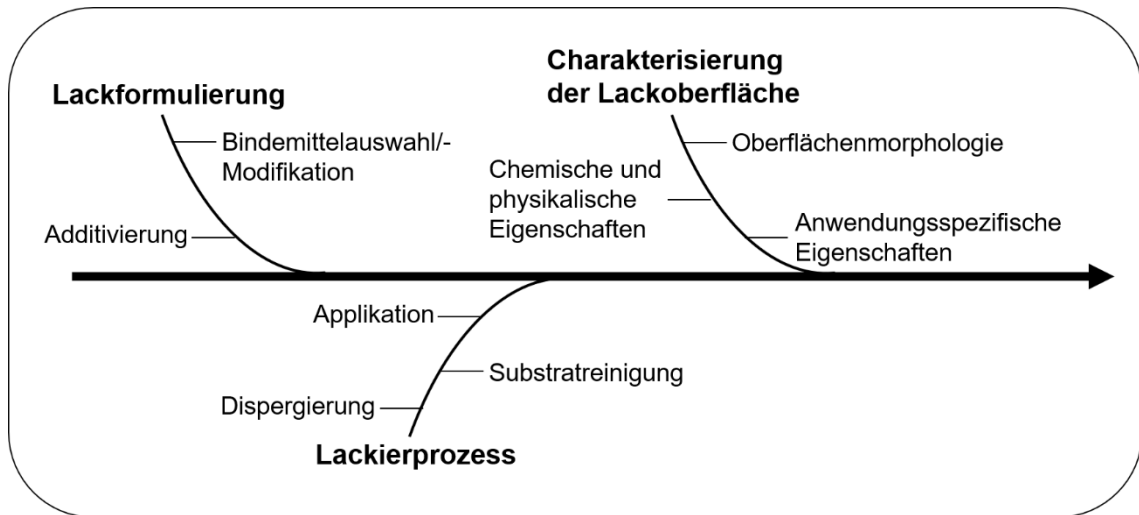 Lackformulierung
Bindemittelauswahl/-
Modifikation
Additivierung
Charakterisierung
der Lackoberfläche
Oberflächenmorphologie
Chemische und
physikalische
Eigenschaften
Anwendungsspezifische
Eigenschaften
Applikation
Substratreinigung
Dispergierung
Lackierprozess